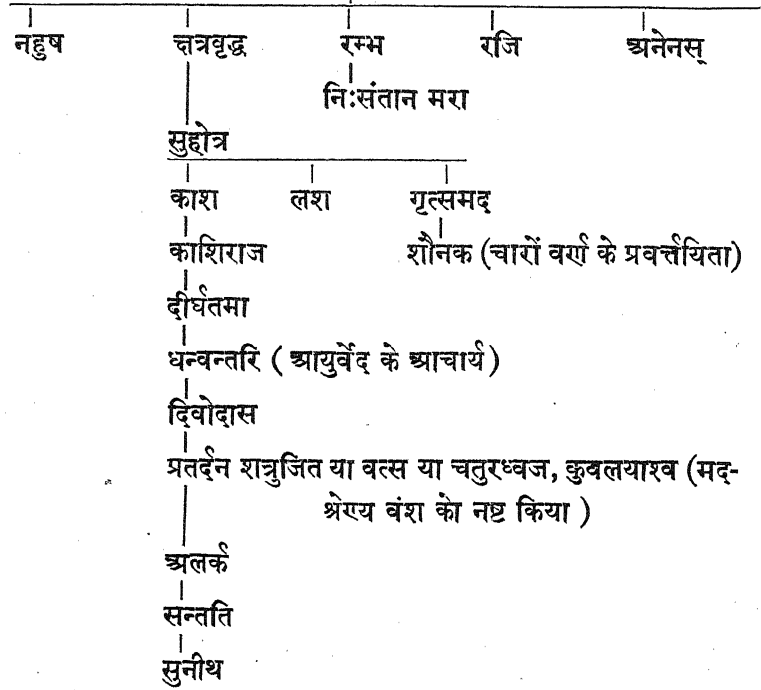 नहुष क्षत्रवृद्ध रम्भ रजि अनेनस्
निःसंतान मरा
सुहोत्र
काश लश गृत्समद
काशिराज शौनक (चारों वर्ण के प्रवर्त्तयिता)
दीर्घतमा
धन्वन्तरि ( आयुर्वेद के आचार्य )
दिवोदास
प्रतर्दन शत्रुजित या वत्स या चतुरध्वज, कुवलयाश्व (मद-
श्रेण्य वंश को नष्ट किया )
अलर्क
सन्तति
सुनीथ